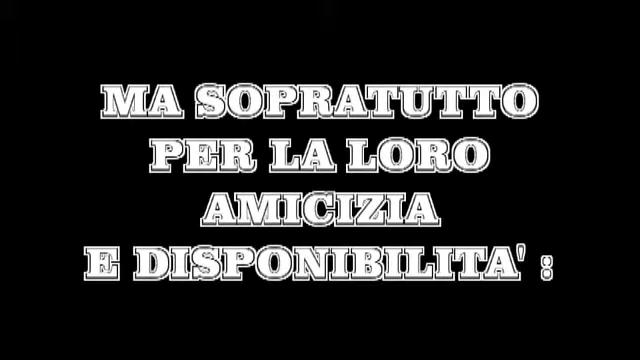 MA SOPRATUTTO
PER LA LORO
AMICIZIA
E DISPONIBILITA' :